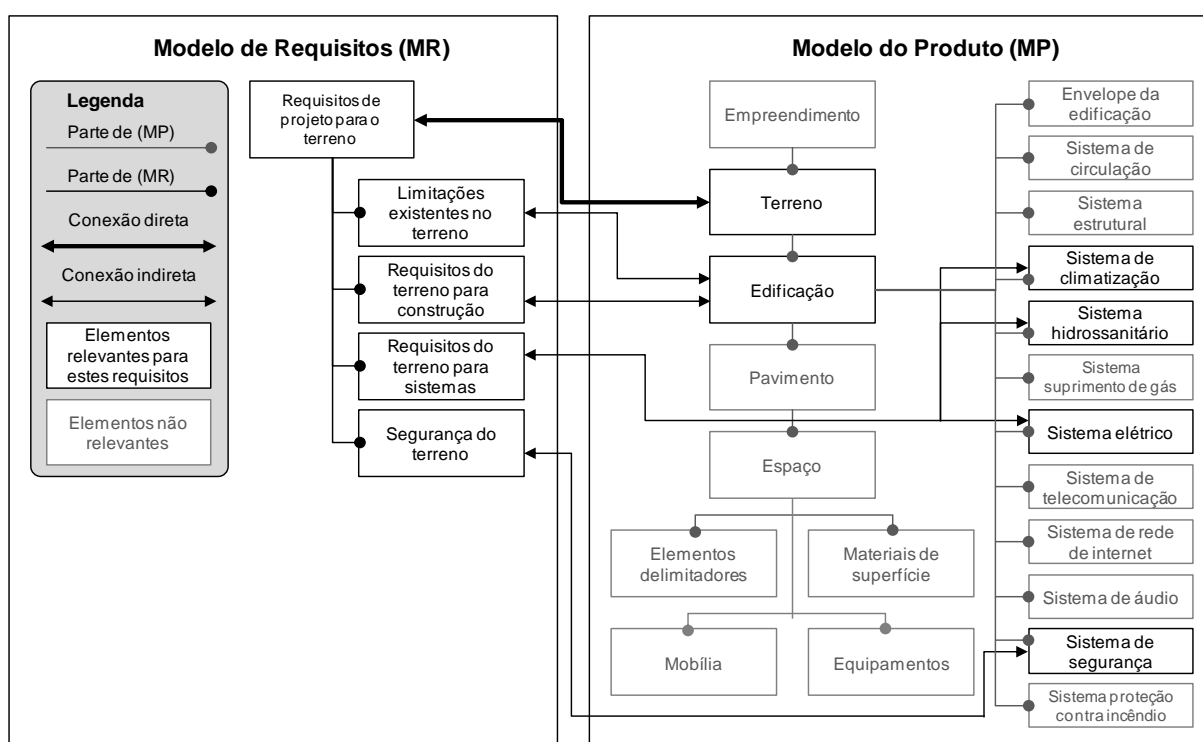 Modelo de Requisitos (MR)
Legenda
Parte de (MP)
Parte de (MR)
Conexão direta
Conexão indireta
Elementos
relevantes para
estes requisitos
Elementos não
relevantes
Requisitos de
projeto para o
terreno
Limitações
existentes no
terreno
Requisitos do
terreno para
construção
Requisitos do
terreno para
sistemas
Segurança do
terreno
Modelo do Produto (MP)
Empreendimento
Terreno
Edificação
Pavimento
Espaço
Elementos
delimitadores
Materiais de
superfície
Mobília
Equipamentos
Envelope da
edificação
Sistema de
circulação
Sistema
estrutural
Sistema de
climatização
Sistema
hidrossanitário
Sistema
suprimento de gás
Sistema elétrico
Sistema de
telecomunicação
Sistema de rede
de internet
Sistema de áudio
Sistema de
segurança
Sistema proteção
contra incêndio